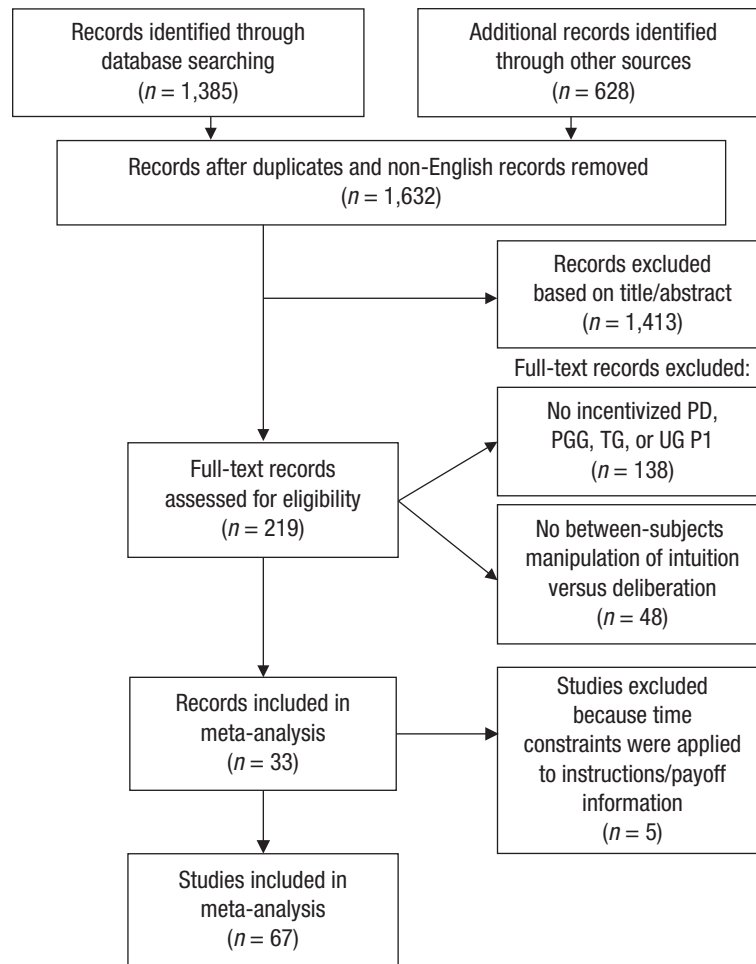 Records identified through
database searching
(n = 1,385)
Additional records identified
through other sources
(n = 628)
Records after duplicates and non-English records removed
(n = 1,632)
Records excluded
based on title/abstract
(n = 1,413)
Full-text records excluded:
No incentivized PD,
PGG, TG, or UG P1
(n = 138)
Full-text records
assessed for eligibility
(n = 219)
No between-subjects
manipulation of intuition
versus deliberation
(n = 48)
Records included in
meta-analysis
(n = 33)
Studies excluded
because time
constraints were applied
to instructions/payoff
information
(n = 5)
Studies included in
meta-analysis
(n = 67)